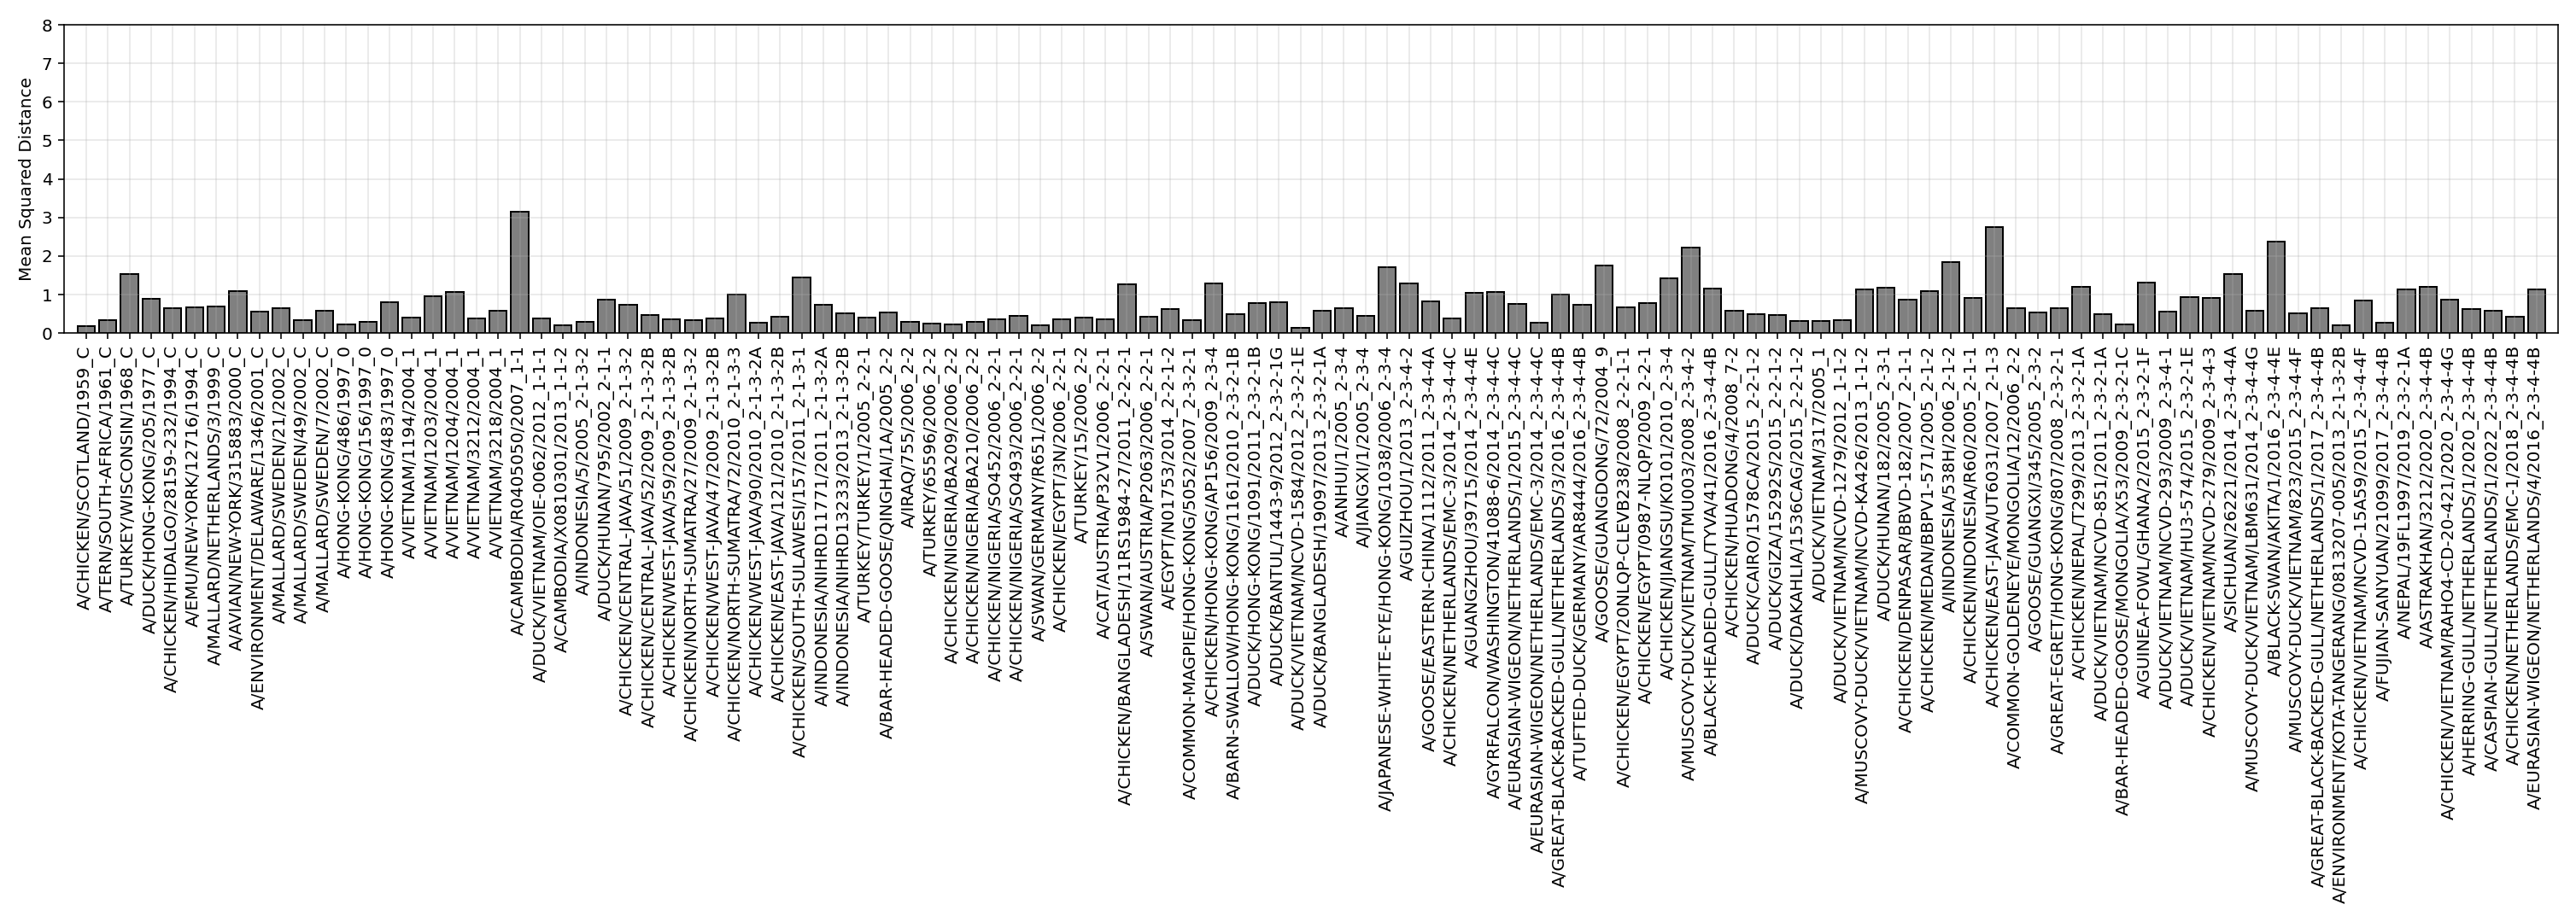 8
7
6
5
4
3
2
1
0
Mean Squared Distance
A/CHICKEN/SCOTLAND/1959_C
A/TERN/SOUTH-AFRICA/1961_C
A/TURKEY/WISCONSIN/1968_C
A/DUCK/HONG-KONG/205/1977_C
A/CHICKEN/HIDALGO/28159-232/1994_C
A/EMU/NEW-YORK/12716/1994_C
A/MALLARD/NETHERLANDS/3/1999_C
A/AVIAN/NEW-YORK/315883/2000_C
A/ENVIRONMENT/DELAWARE/1346/2001_C
A/MALLARD/SWEDEN/21/2002_C
A/MALLARD/SWEDEN/49/2002_C
A/MALLARD/SWEDEN/7/2002_C
A/HONG-KONG/486/1997_0
A/HONG-KONG/156/1997_0
A/HONG-KONG/483/1997_0
A/VIETNAM/1194/2004_1
A/VIETNAM/1203/2004_1
A/VIETNAM/1204/2004_1
A/VIETNAM/3212/2004_1
A/VIETNAM/3218/2004_1
A/CAMBODIA/R0405050/2007_1-1
A/DUCK/VIETNAM/OIE-0062/2012_1-1-1
A/CAMBODIA/X0810301/2013_1-1-2
A/INDONESIA/5/2005_2-1-32
A/DUCK/HUNAN/795/2002_2-1-1
A/CHICKEN/CENTRAL-JAVA/51/2009_2-1-3-2
A/CHICKEN/CENTRAL-JAVA/52/2009_2-1-3-2B
A/CHICKEN/WEST-JAVA/59/2009_2-1-3-2B
A/CHICKEN/NORTH-SUMATRA/27/2009_2-1-3-2
A/CHICKEN/WEST-JAVA/47/2009_2-1-3-2B
A/CHICKEN/NORTH-SUMATRA/72/2010_2-1-3-3
A/CHICKEN/WEST-JAVA/90/2010_2-1-3-2A
A/CHICKEN/EAST-JAVA/121/2010_2-1-3-2B
A/CHICKEN/SOUTH-SULAWESI/157/2011_2-1-3-1
A/INDONESIA/NIHRD11771/2011_2-1-3-2A
A/INDONESIA/NIHRD13233/2013_2-1-3-2B
A/TURKEY/TURKEY/1/2005_2-2-1
A/BAR-HEADED-GOOSE/QINGHAI/1A/2005_2-2
A/IRAQ/755/2006_2-2
A/TURKEY/65596/2006_2-2
A/CHICKEN/NIGERIA/BA209/2006_2-2
A/CHICKEN/NIGERIA/BA210/2006_2-2
A/CHICKEN/NIGERIA/SO452/2006_2-2-1
A/CHICKEN/NIGERIA/SO493/2006_2-2-1
A/SWAN/GERMANY/R651/2006_2-2
A/CHICKEN/EGYPT/3N/2006_2-2-1
A/TURKEY/15/2006_2-2
A/CAT/AUSTRIA/P32V1/2006_2-2-1
A/CHICKEN/BANGLADESH/11RS1984-27/2011_2-2-2-1
A/SWAN/AUSTRIA/P2063/2006_2-2-1
A/EGYPT/N01753/2014_2-2-1-2
A/COMMON-MAGPIE/HONG-KONG/5052/2007_2-3-2-1
A/CHICKEN/HONG-KONG/AP156/2009_2-3-4
A/BARN-SWALLOW/HONG-KONG/1161/2010_2-3-2-1B
A/DUCK/HONG-KONG/1091/2011_2-3-2-1B
A/DUCK/BANTUL/1443-9/2012_2-3-2-1G
A/DUCK/VIETNAM/NCVD-1584/2012_2-3-2-1E
A/DUCK/BANGLADESH/19097/2013_2-3-2-1A
A/ANHUI/1/2005_2-3-4
A/JIANGXI/1/2005_2-3-4
A/JAPANESE-WHITE-EYE/HONG-KONG/1038/2006_2-3-4
A/GUIZHOU/1/2013_2-3-4-2
A/GOOSE/EASTERN-CHINA/1112/2011_2-3-4-4A
A/CHICKEN/NETHERLANDS/EMC-3/2014_2-3-4-4C
A/GUANGZHOU/39715/2014_2-3-4-4E
A/GYRFALCON/WASHINGTON/41088-6/2014_2-3-4-4C
A/EURASIAN-WIGEON/NETHERLANDS/1/2015_2-3-4-4C
A/EURASIAN-WIGEON/NETHERLANDS/EMC-3/2014_2-3-4-4C
A/GREAT-BLACK-BACKED-GULL/NETHERLANDS/3/2016_2-3-4-4B
A/TUFTED-DUCK/GERMANY/AR8444/2016_2-3-4-4B
A/GOOSE/GUANGDONG/72/2004_9
A/CHICKEN/EGYPT/20NLQP-CLEVB238/2008_2-2-1-1
A/CHICKEN/EGYPT/0987-NLQP/2009_2-2-1
A/CHICKEN/JIANGSU/K0101/2010_2-3-4
A/MUSCOVY-DUCK/VIETNAM/TMU003/2008_2-3-4-2
A/BLACK-HEADED-GULL/TYVA/41/2016_2-3-4-4B
A/CHICKEN/HUADONG/4/2008_7-2
A/DUCK/CAIRO/1578CA/2015_2-2-1-2
A/DUCK/GIZA/15292S/2015_2-2-1-2
A/DUCK/DAKAHLIA/1536CAG/2015_2-2-1-2
A/DUCK/VIETNAM/317/2005_1
A/DUCK/VIETNAM/NCVD-1279/2012_1-1-2
A/MUSCOVY-DUCK/VIETNAM/NCVD-KA426/2013_1-1-2
A/DUCK/HUNAN/182/2005_2-3-1
A/CHICKEN/DENPASAR/BBVD-182/2007_2-1-1
A/CHICKEN/MEDAN/BBPV1-571/2009_2-1-1
A/INDONESIA/538H/2006_2-1-2
A/CHICKEN/INDONESIA/R60/2005_2-1-1
A/CHICKEN/EAST-JAVA/UT6031/2007_2-1-3
A/COMMON-GOLDENEYE/MONGOLIA/12/2006_2-2
A/GOOSE/GUANGXI/345/2005_2-3-2
A/GREAT-EGRET/HONG-KONG/807/2008_2-3-2-1
A/CHICKEN/NEPAL/T299/2013_2-3-2-1A
A/DUCK/VIETNAM/NCVD-851/2011_2-3-2-1A
A/BAR-HEADED-GOOSE/MONGOLIA/X53/2009_2-3-2-1C
A/GUINEA-FOWL/GHANA/2/2015_2-3-2-1F
A/DUCK/VIETNAM/NCVD-293/2009_2-3-4-1
A/DUCK/VIETNAM/HU3-574/2015_2-3-2-1E
A/CHICKEN/VIETNAM/NCVD-279/2009_2-3-4-3
A/SICHUAN/26221/2014_2-3-4-4A
A/MUSCOVY-DUCK/VIETNAM/LBM631/2014_2-3-4-4G
A/BLACK-SWAN/AKITA/1/2016_2-3-4-4E
A/MUSCOVY-DUCK/VIETNAM/823/2015_2-3-4-4F
A/GREAT-BLACK-BACKED-GULL/NETHERLANDS/1/2017_2-3-4-4B
A/ENVIRONMENT/KOTA-TANGERANG/0813207-005/2013_2-1-3-2B
A/CHICKEN/VIETNAM/NCVD-15A59/2015_2-3-4-4F
A/FUJIAN-SANYUAN/21099/2017_2-3-4-4B
A/NEPAL/19FL1997/2019_2-3-2-1A
A/ASTRAKHAN/3212/2020_2-3-4-4B
A/CHICKEN/VIETNAM/RAHO4-CD-20-421/2020_2-3-4-4G
A/HERRING-GULL/NETHERLANDS/1/2020_2-3-4-4B
A/CASPIAN-GULL/NETHERLANDS/1/2022_2-3-4-4B
A/CHICKEN/NETHERLANDS/EMC-1/2018_2-3-4-4B
A/EURASIAN-WIGEON/NETHERLANDS/4/2016_2-3-4-4B